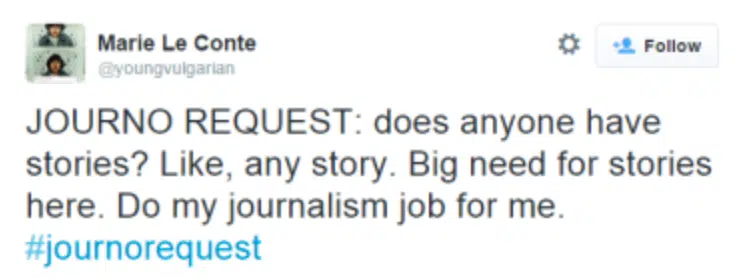 Marie Le Conte
@youngvulgarian
Follow
JOURNO REQUEST: does anyone have
stories? Like, any story. Big need for stories
here. Do my journalism job for me.
#journorequest